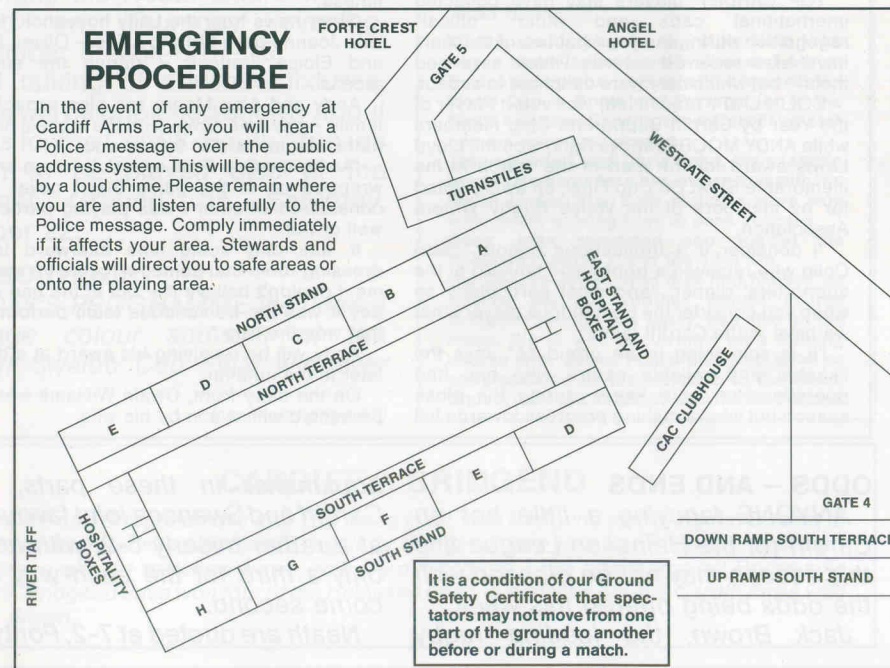 EMERGENCY
PROCEDURE
In the event of an emergency at
Cardiff Arms Park, you will hear a
Police message over the public
address system. This will be preceded
by a loud chime. Please remain where
you are and listen carefully to the
Police message. Comply immediately
if it affects your area. Stewards and
officials will direct you to safe areas or
onto the playing area.
FORTE CREST
HOTEL
GATE 5
ANGEL
HOTEL
WESTGATE STREET
TURNSTILES
A
B
C
D
E
NORTH STAND
NORTH TERRACE
EAST STAND AND
HOSPITALITY
BOXES
CAC CLUBHOUSE
D
E
F
G
H
SOUTH TERRACE
SOUTH STAND
HOSPITALITY
BOXES
RIVER TAFF
GATE 4
DOWN RAMP SOUTH TERRACE
UP RAMP SOUTH STAND
It is a condition of our Ground
Safety Certificate that spec-
tators may not move from one
part of the ground to another
before or during a match.